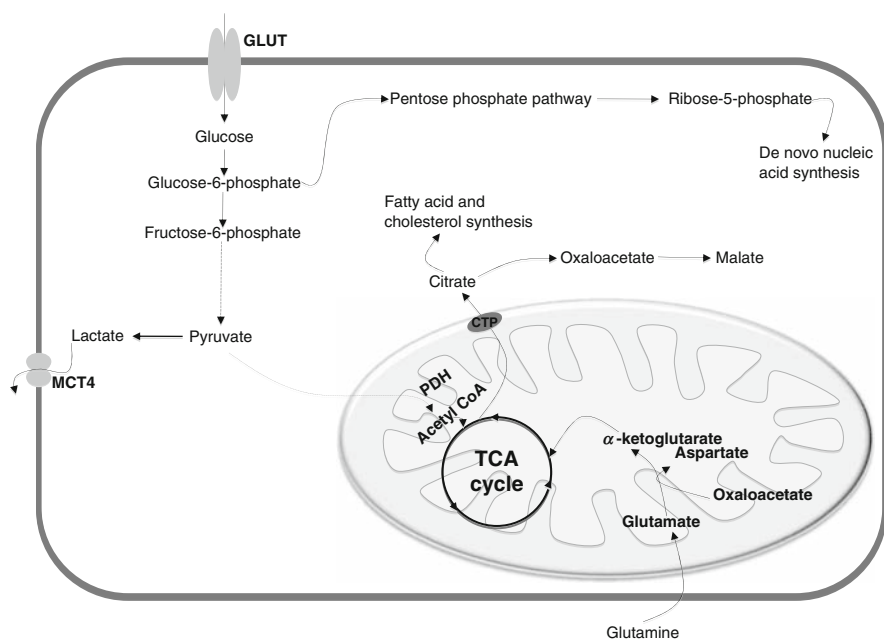 GLUT
Pentose phosphate pathway
Ribose-5-phosphate
Glucose
De novo nucleic
acid synthesis
Glucose-6-phosphate
Fatty acid and
cholesterol synthesis
Fructose-6-phosphate
Oxaloacetate
Malate
Citrate
CTP
Lactate
Pyruvate
MCT4
PDH
Acetyl CoA
α-ketoglutarate
Aspartate
TCA
cycle
Oxaloacetate
Glutamate
Glutamine